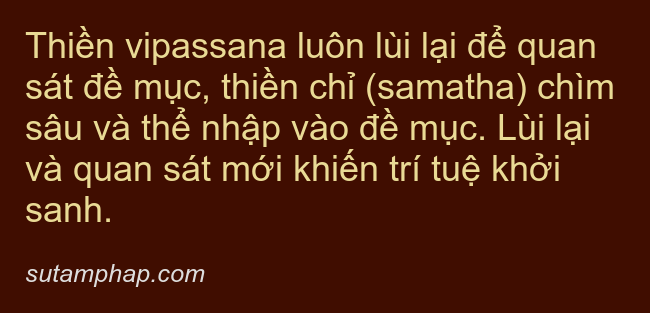 Thiền vipassana luôn lùi lại để quan
sát đề mục, thiền chỉ (samatha) chìm
sâu và thể nhập vào đề mục. Lùi lại
và quan sát mới khiến trí tuệ khởi
sanh.
sutamphap.com